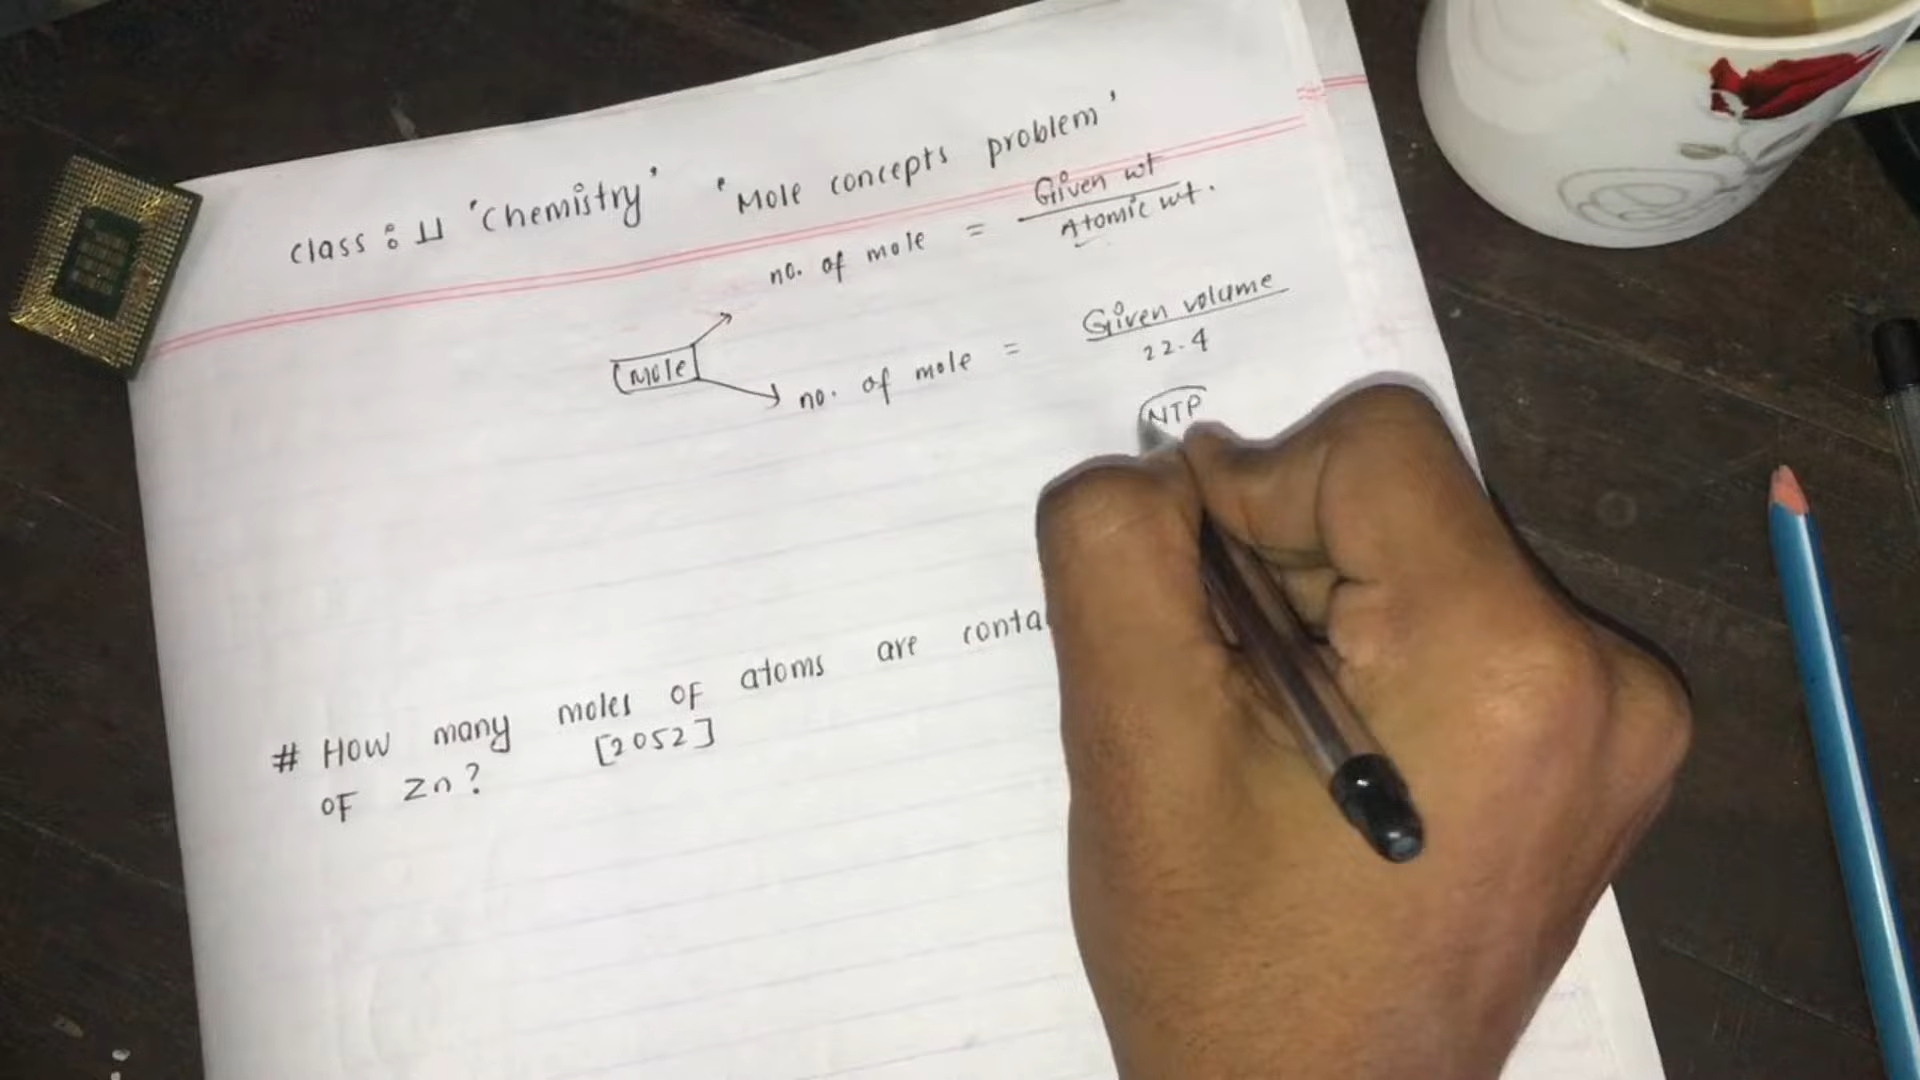 class : 11 'Chemistry' 'Mole concepts problem'
no. of mole = Given wt
Atomic wt.
Mole
no. of mole = Given volume
22.4
NTP
# How many moles of atoms are conta
of Zn? [2052]